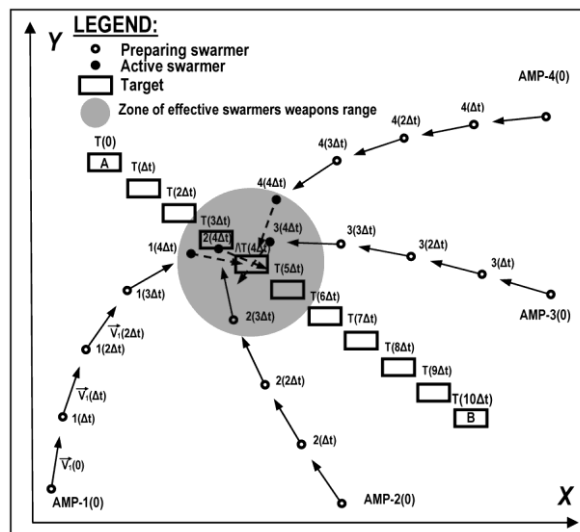 LEGEND:
Y
Preparing swarmer
Active swarmer
Target
Zone of effective swarmers weapons range
AMP-4(0)
4(Δt)
4(2Δt)
4(3Δt)
4(4Δt)
T(0)
A
T(Δt)
T(2Δt)
T(3Δt)
2(4Δt)
T(4Δt)
3(4Δt)
3(3Δt)
3(2Δt)
3(Δt)
AMP-3(0)
1(4Δt)
T(5Δt)
1(3Δt)
T(6Δt)
2(3Δt)
T(7Δt)
V₁(2Δt)
1(2Δt)
T(8Δt)
T(9Δt)
2(2Δt)
T(10Δt)
B
V₁(Δt)
1(Δt)
2(Δt)
V₁(0)
AMP-1(0)
AMP-2(0)
X